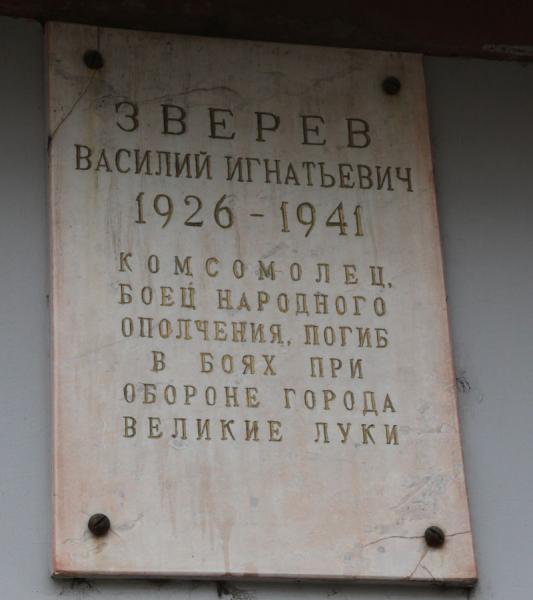 ЗВЕРЕВ
ВАСИЛИЙ ИГНАТЬЕВИЧ
1926 - 1941
КОМСОМОЛЕЦ,
БОЕЦ НАРОДНОГО
ОПОЛЧЕНИЯ, ПОГИБ
В БОЯХ ПРИ
ОБОРОНЕ ГОРОДА
ВЕЛИКИЕ ЛУКИ